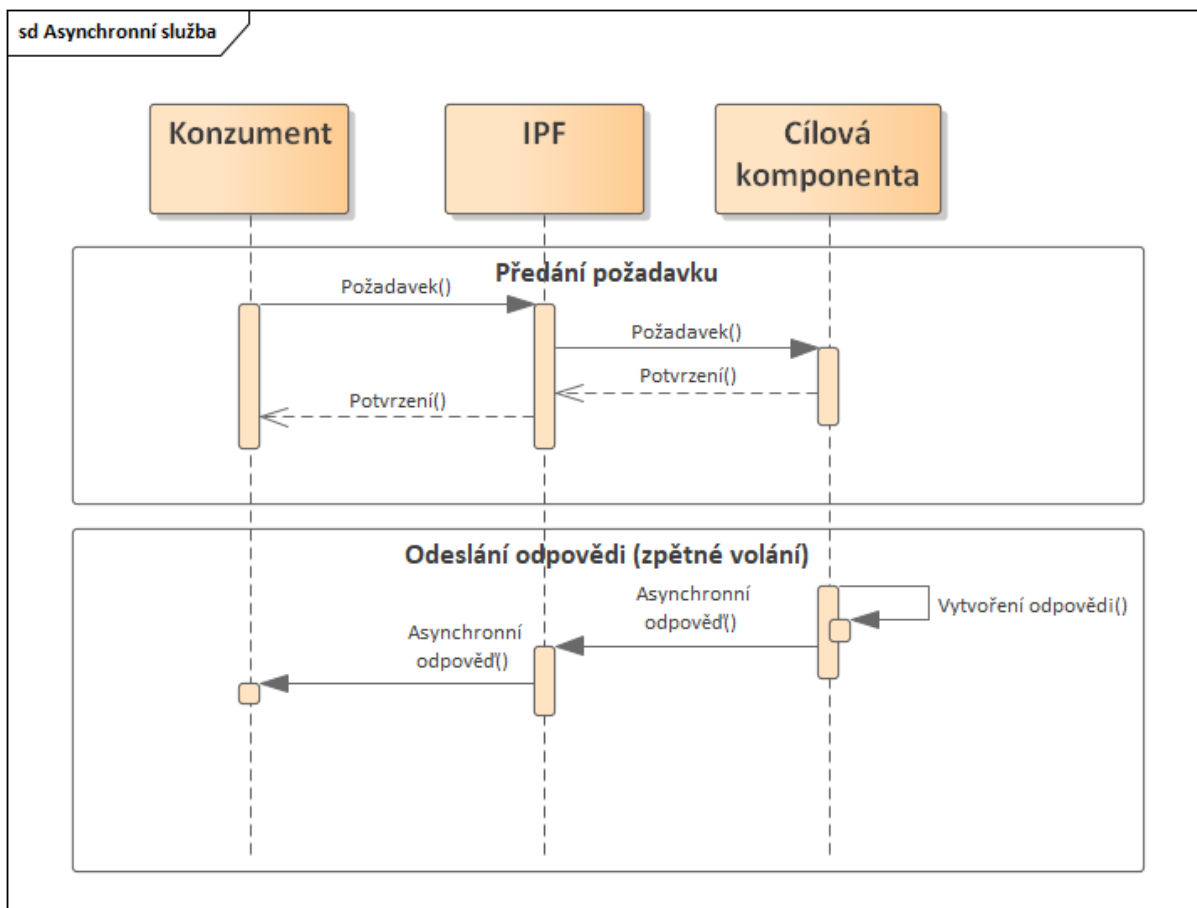 sd Asynchronní služba
Konzument
IPF
Cílová
komponenta
Předání požadavku
Požadavek()
Požadavek()
Potvrzení()
Potvrzení()
Odeslání odpovědi (zpětné volání)
Vytvoření odpovědi()
Asynchronní
odpověď()
Asynchronní
odpověď()